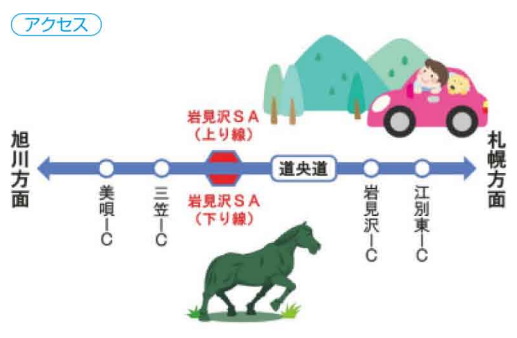 アクセス
岩見沢SA
(上り線)
旭川方面
道央道
札幌方面
美唄IC
三笠IC
岩見沢SA
(下り線)
岩見沢IC
江別東IC